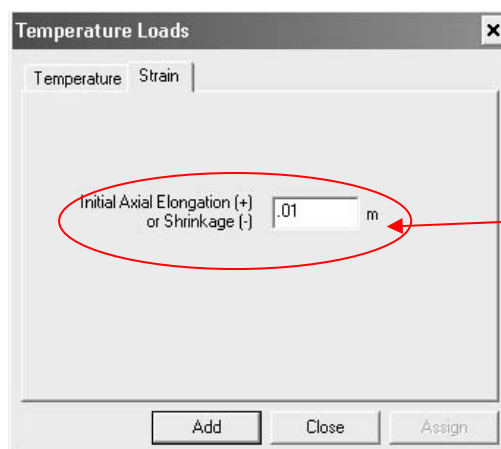 Temperature Loads
Temperature Strain
Initial Axial Elongation (+)
or Shrinkage (-)
.01 m
Add Close Assign